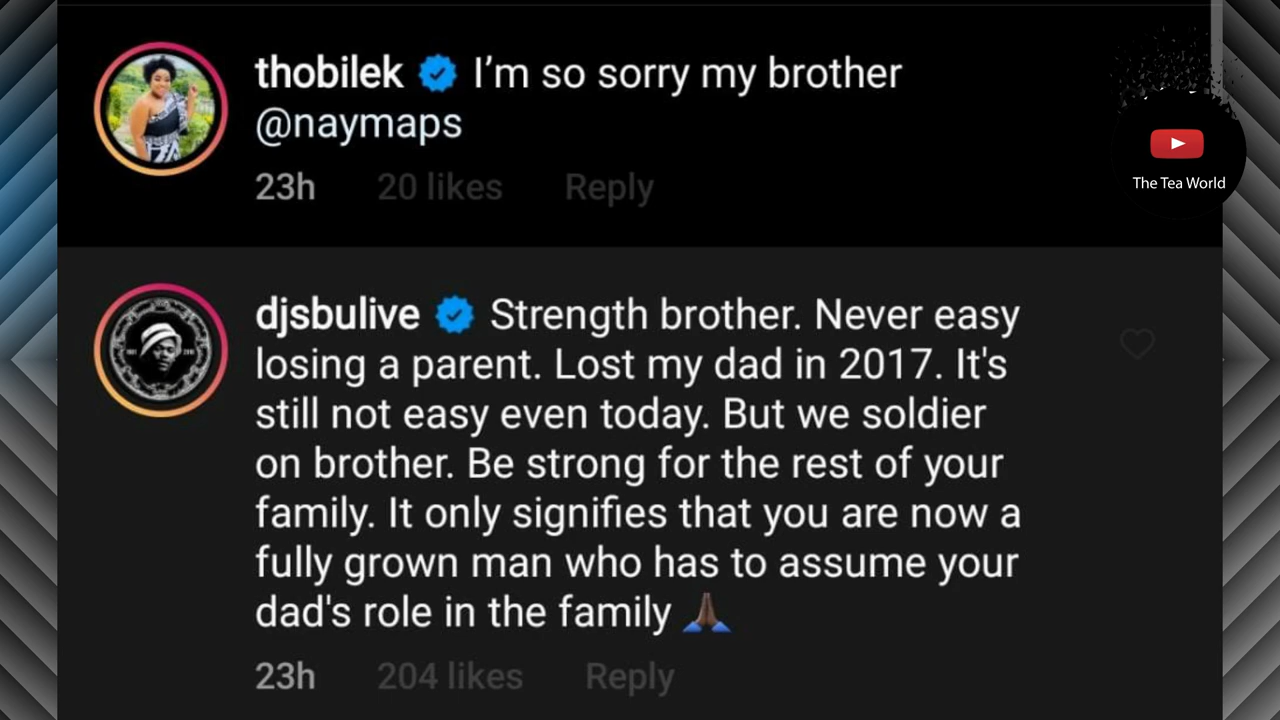 thobilek I’m so sorry my brother
@naymaps
23h 20 likes Reply
The Tea World
djsbulive Strength brother. Never easy
losing a parent. Lost my dad in 2017. It's
still not easy even today. But we soldier
on brother. Be strong for the rest of your
family. It only signifies that you are now a
fully grown man who has to assume your
dad's role in the family 🙏🏿
23h 204 likes Reply